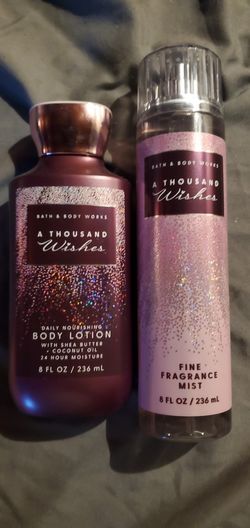 BATH & BODY WORKS
A THOUSAND
Wishes
DAILY NOURISHING
BODY LOTION
WITH SHEA BUTTER
+ COCONUT OIL
24 HOUR MOISTURE
8 FL OZ / 236 mL
BATH & BODY WORKS
A THOUSAND
Wishes
FINE
FRAGRANCE
MIST
8 FL OZ / 236 mL